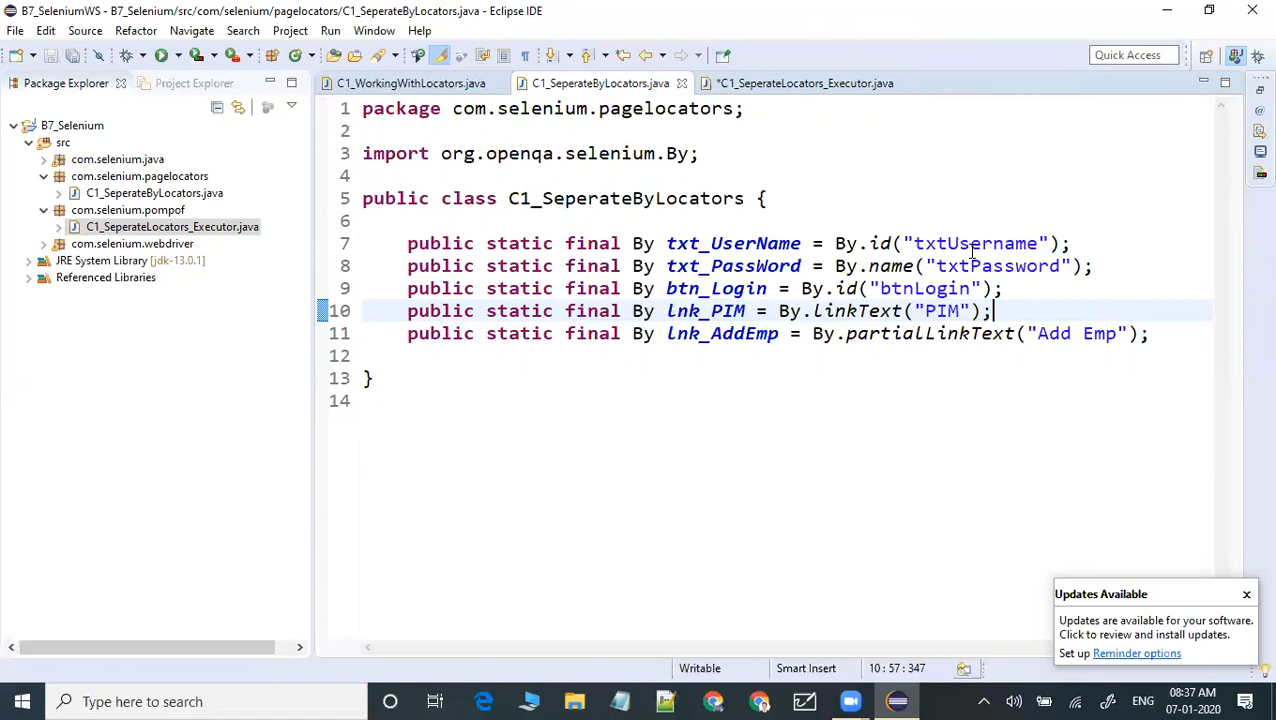 B7_SeleniumWS - B7_Selenium/src/com/selenium/pagelocators/C1_SeperateByLocators.java - Eclipse IDE
File Edit Source Refactor Navigate Search Project Run Window Help
Quick Access
Package Explorer Project Explorer
C1_WorkingWithLocators.java C1_SeperateByLocators.java *C1_SeperateLocators_Executor.java
B7_Selenium
src
com.selenium.java
com.selenium.pagelocators
C1_SeperateByLocators.java
com.selenium.pompof
C1_SeperateLocators_Executor.java
com.selenium.webdriver
JRE System Library [jdk-13.0.1]
Referenced Libraries
1 package com.selenium.pagelocators;
2
3 import org.openqa.selenium.By;
4
5 public class C1_SeperateByLocators {
6
7 public static final By txt_UserName = By.id("txtUsername");
8 public static final By txt_PassWord = By.name("txtPassword");
9 public static final By btn_Login = By.id("btnLogin");
10 public static final By lnk_PIM = By.linkText("PIM");
11 public static final By lnk_AddEmp = By.partialLinkText("Add Emp");
12
13 }
14
Updates Available x
Updates are available for your software.
Click to review and install updates.
Set up Reminder options
Writable Smart Insert 10 : 57 : 347
Type here to search
ENG
08:37 AM
07-01-2020